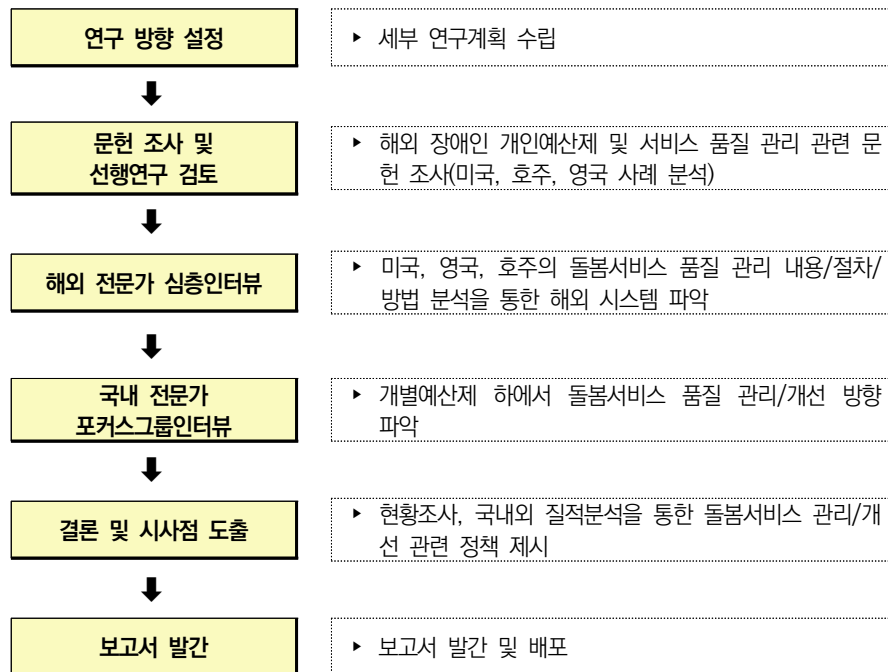 연구 방향 설정
▸ 세부 연구계획 수립
문헌 조사 및
선행연구 검토
▸ 해외 장애인 개인예산제 및 서비스 품질 관리 관련 문
헌 조사(미국, 호주, 영국 사례 분석)
해외 전문가 심층인터뷰
▸ 미국, 영국, 호주의 돌봄서비스 품질 관리 내용/절차/
방법 분석을 통한 해외 시스템 파악
국내 전문가
포커스그룹인터뷰
▸ 개별예산제 하에서 돌봄서비스 품질 관리/개선 방향
파악
결론 및 시사점 도출
▸ 현황조사, 국내외 질적분석을 통한 돌봄서비스 관리/개
선 관련 정책 제시
보고서 발간
▸ 보고서 발간 및 배포